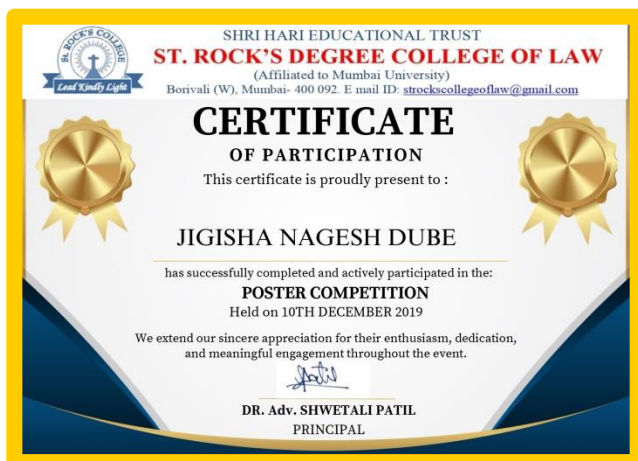 ST. ROCK'S COLLEGE
Lead Kindly Light
SHRI HARI EDUCATIONAL TRUST
ST. ROCK'S DEGREE COLLEGE OF LAW
(Affiliated to Mumbai University)
Borivali (W), Mumbai- 400 092. E mail ID: strockscollegeoflaw@gmail.com
CERTIFICATE
OF PARTICIPATION
This certificate is proudly present to :
JIGISHA NAGESH DUBE
has successfully completed and actively participated in the:
POSTER COMPETITION
Held on 10TH DECEMBER 2019
We extend our sincere appreciation for their enthusiasm, dedication,
and meaningful engagement throughout the event.
DR. Adv. SHWETALI PATIL
PRINCIPAL